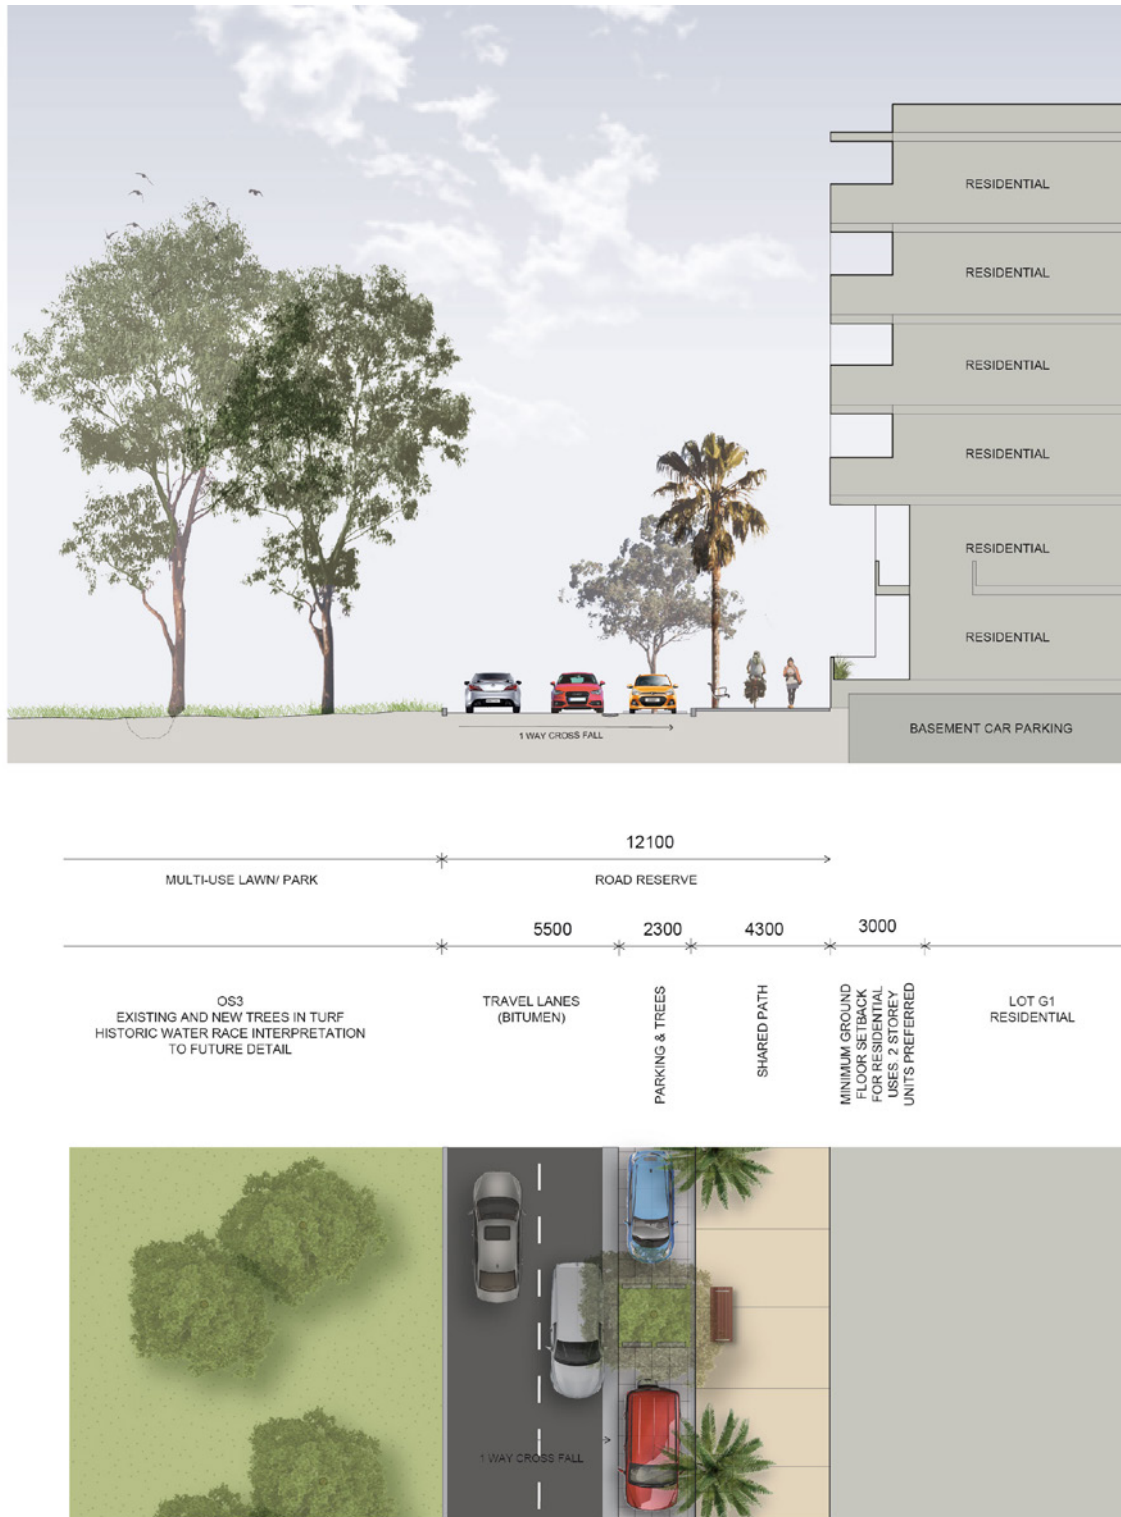 RESIDENTIAL
RESIDENTIAL
RESIDENTIAL
RESIDENTIAL
RESIDENTIAL
RESIDENTIAL
BASEMENT CAR PARKING
1 WAY CROSS FALL
12100
MULTI-USE LAWN/ PARK
ROAD RESERVE
5500
2300
4300
3000
OS3
EXISTING AND NEW TREES IN TURF
HISTORIC WATER RACE INTERPRETATION
TO FUTURE DETAIL
TRAVEL LANES
(BITUMEN)
PARKING & TREES
SHARED PATH
MINIMUM GROUND
FLOOR SETBACK
FOR RESIDENTIAL
USES 2 STOREY
UNITS PREFERRED
LOT G1
RESIDENTIAL
1 WAY CROSS FALL